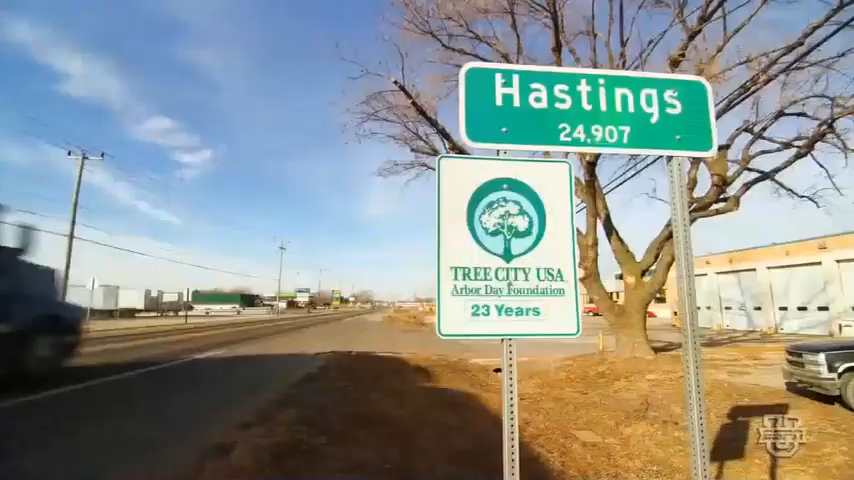 Hastings
24,907
TREE CITY USA
Arbor Day Foundation
23 Years